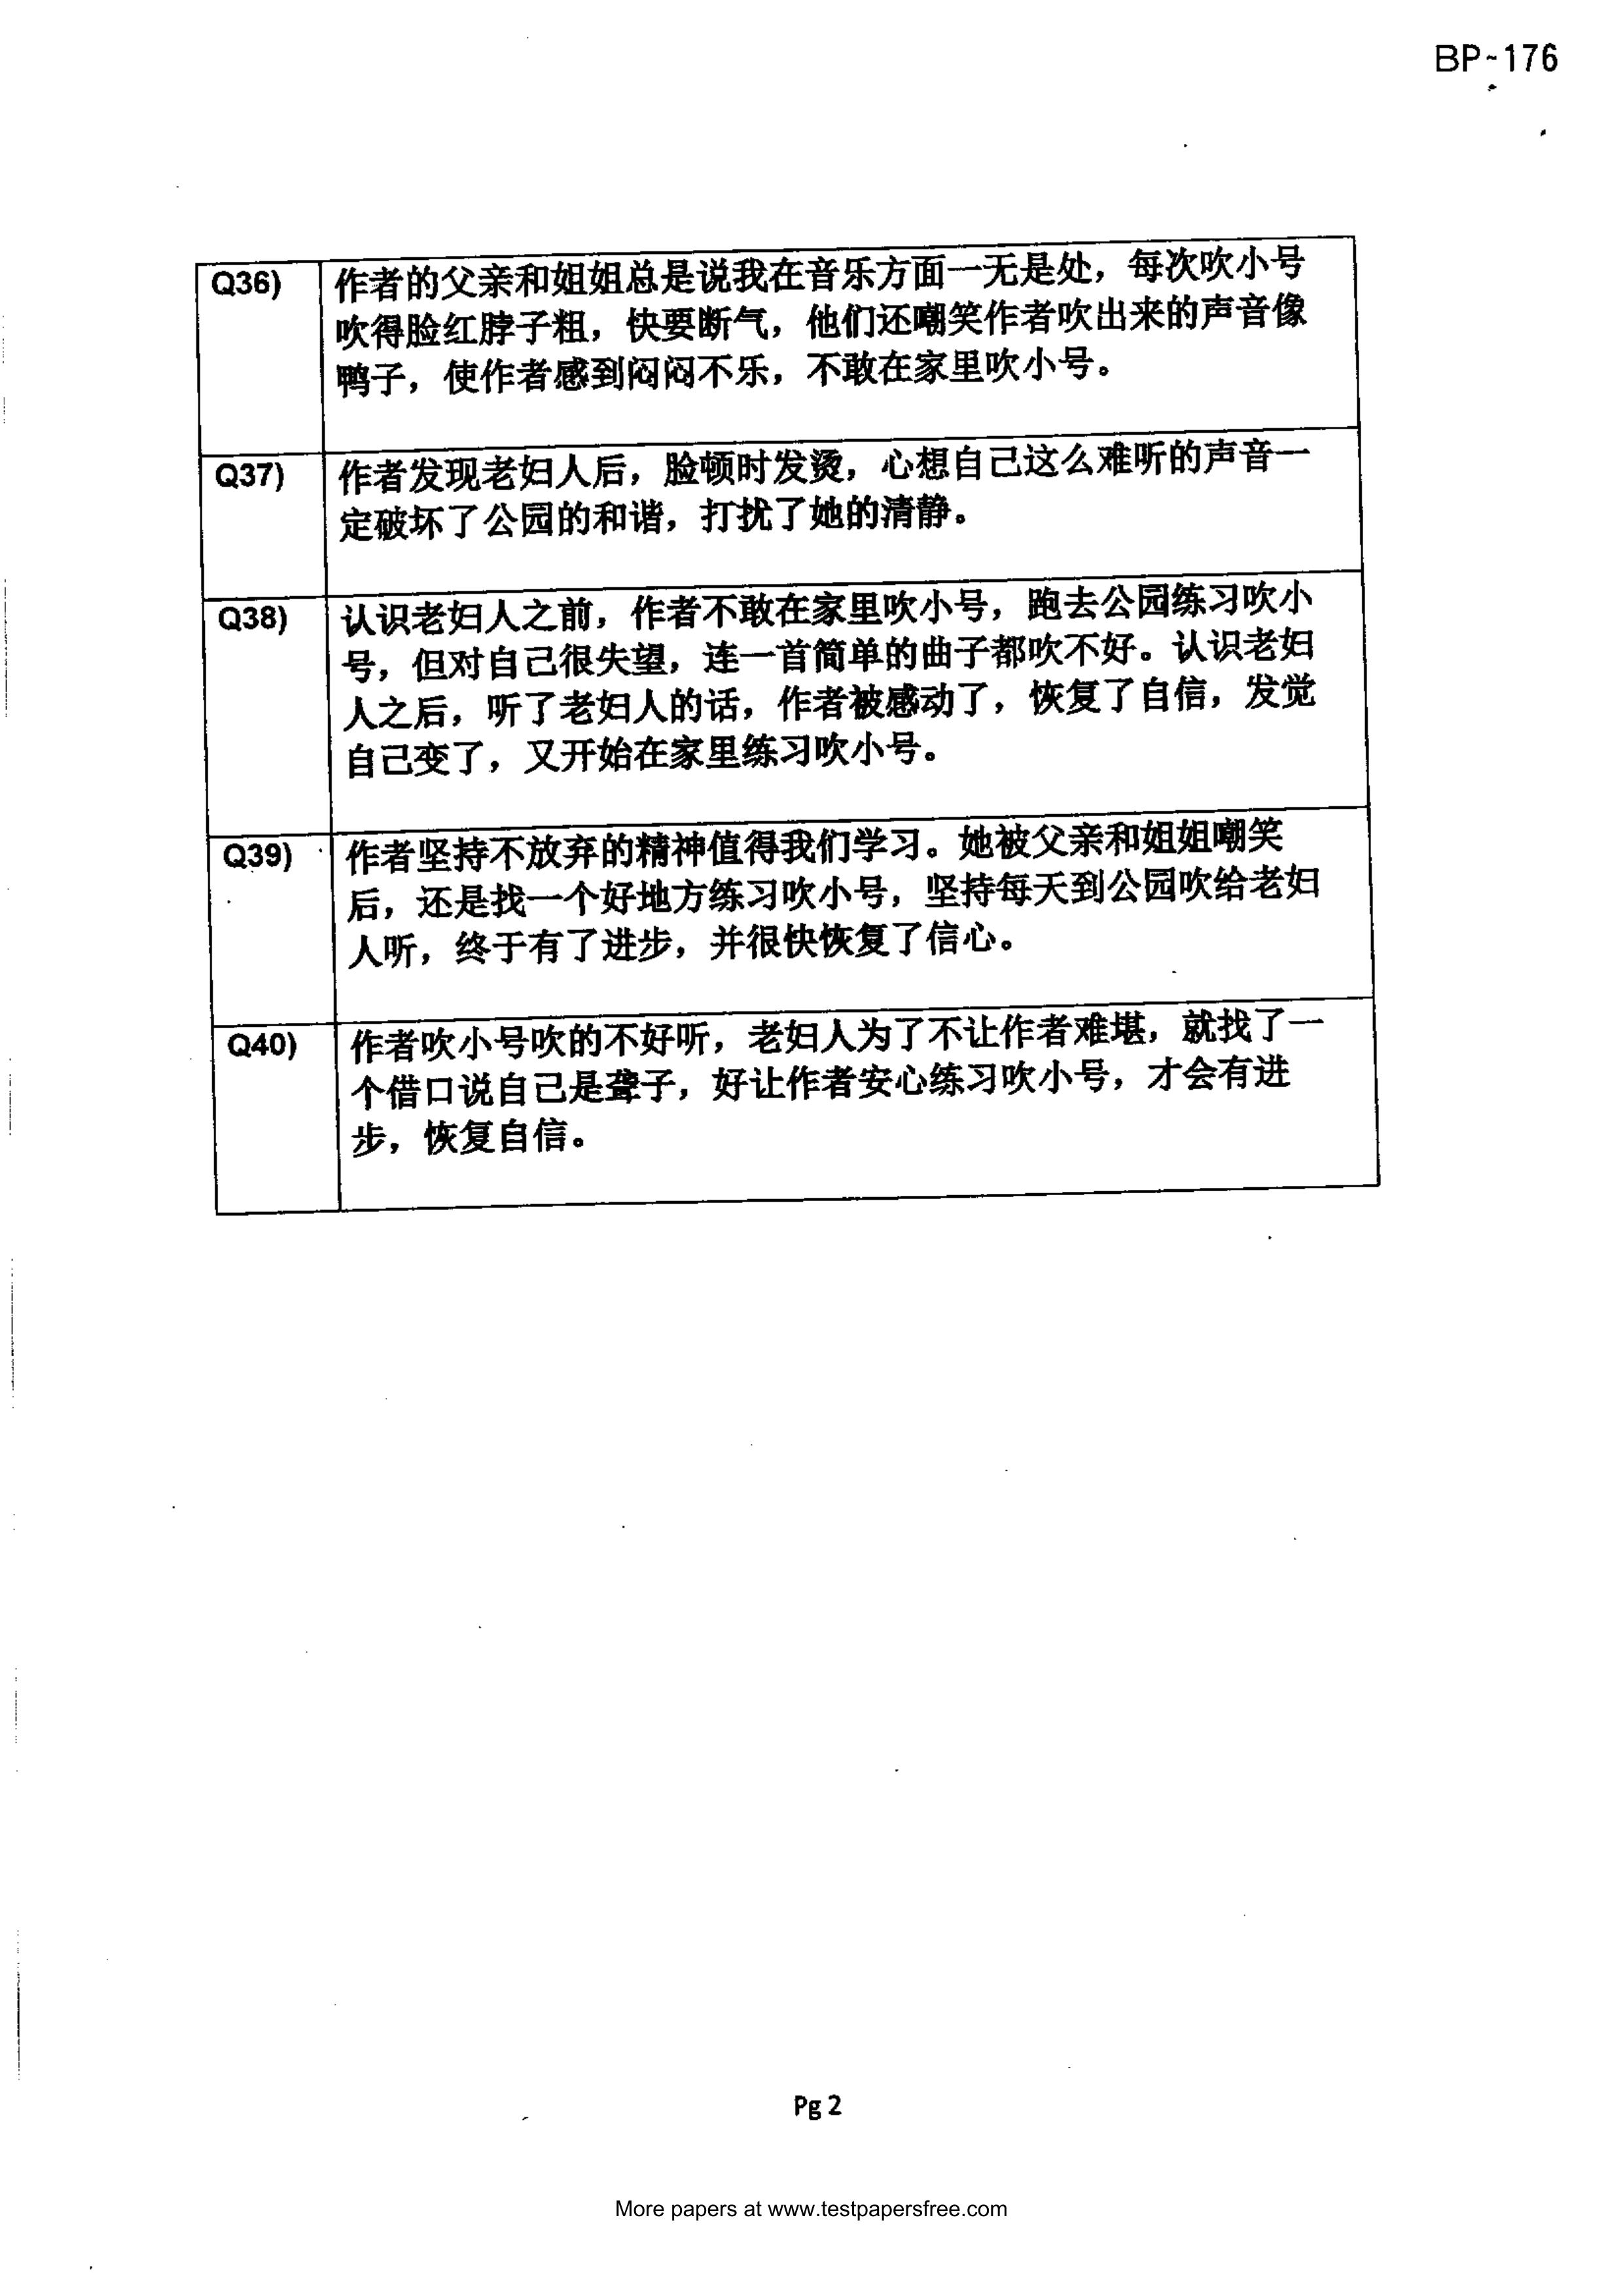 BP-176
Q36) 作者的父亲和姐姐总是说我在音乐方面一无是处，每次吹小号
吹得脸红脖子粗，快要断气，他们还嘲笑作者吹出来的声音像
鸭子，使作者感到闷闷不乐，不敢在家里吹小号。
Q37) 作者发现老妇人后，脸顿时发烫，心想自己这么难听的声音一
定破坏了公园的和谐，打扰了她的清静。
Q38) 认识老妇人之前，作者不敢在家里吹小号，跑去公园练习吹小
号，但对自己很失望，连一首简单的曲子都吹不好。认识老妇
人之后，听了老妇人的话，作者被感动了，恢复了自信，发觉
自己变了，又开始在家里练习吹小号。
Q39) 作者坚持不放弃的精神值得我们学习。她被父亲和姐姐嘲笑
后，还是找一个好地方练习吹小号，坚持每天到公园吹给老妇
人听，终于有了进步，并很快恢复了信心。
Q40) 作者吹小号吹的不好听，老妇人为了不让作者难堪，就找了一
个借口说自己是聋子，好让作者安心练习吹小号，才会有进
步，恢复自信。
Pg 2
More papers at www.testpapersfree.com